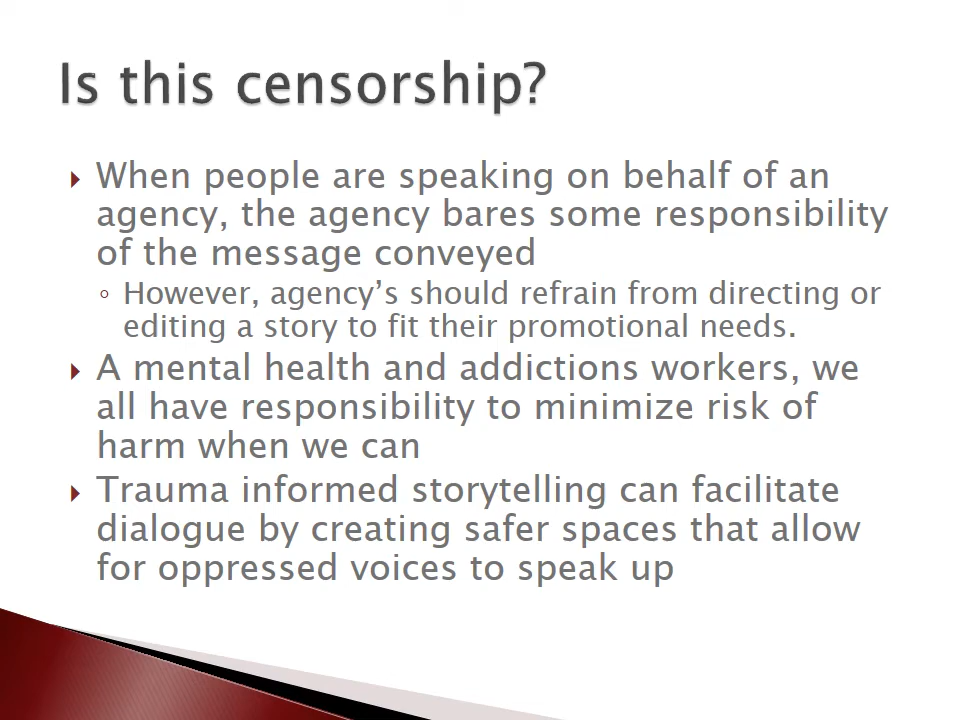 Is this censorship?
When people are speaking on behalf of an
agency, the agency bares some responsibility
of the message conveyed
However, agency’s should refrain from directing or
editing a story to fit their promotional needs.
A mental health and addictions workers, we
all have responsibility to minimize risk of
harm when we can
Trauma informed storytelling can facilitate
dialogue by creating safer spaces that allow
for oppressed voices to speak up